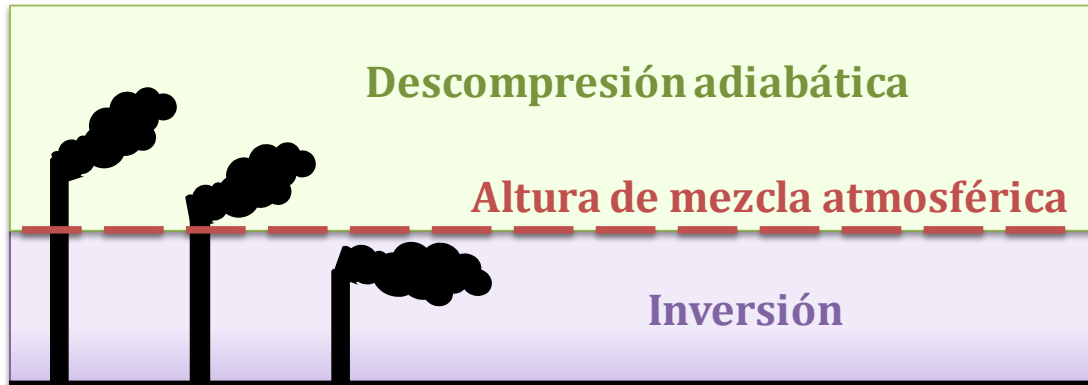 Descompresión adiabática
Altura de mezcla atmosférica
Inversión